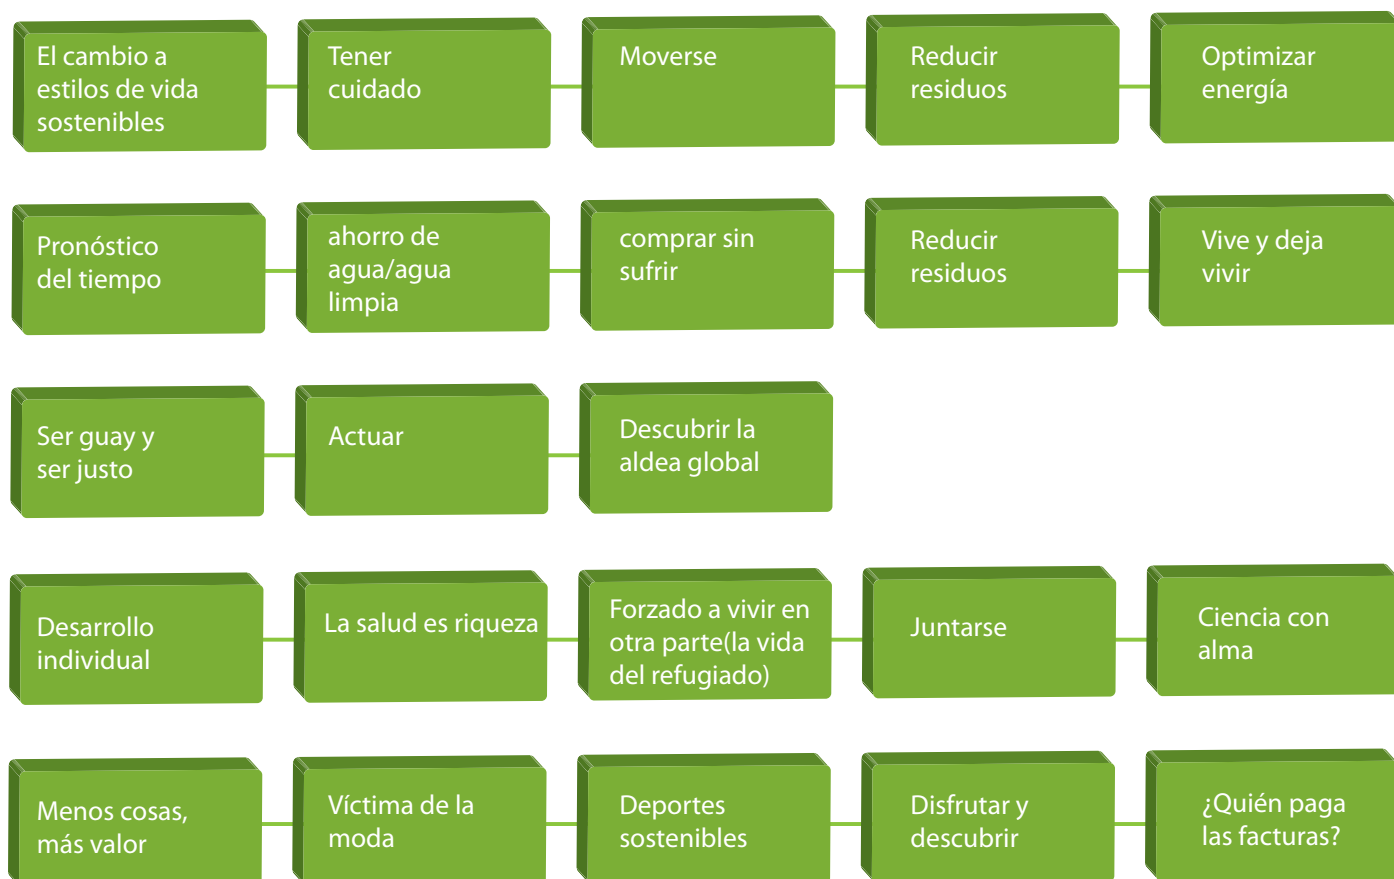 El cambio a
estilos de vida
sostenibles
Tener
cuidado
Moverse
Reducir
residuos
Optimizar
energía
Pronóstico
del tiempo
ahorro de
agua/agua
limpia
comprar sin
sufrir
Reducir
residuos
Vive y deja
vivir
Ser guay y
ser justo
Actuar
Descubrir la
aldea global
Desarrollo
individual
La salud es riqueza
Forzado a vivir en
otra parte(la vida
del refugiado)
Juntarse
Ciencia con
alma
Menos cosas,
más valor
Víctima de la
moda
Deportes
sostenibles
Disfrutar y
descubrir
¿Quién paga
las facturas?